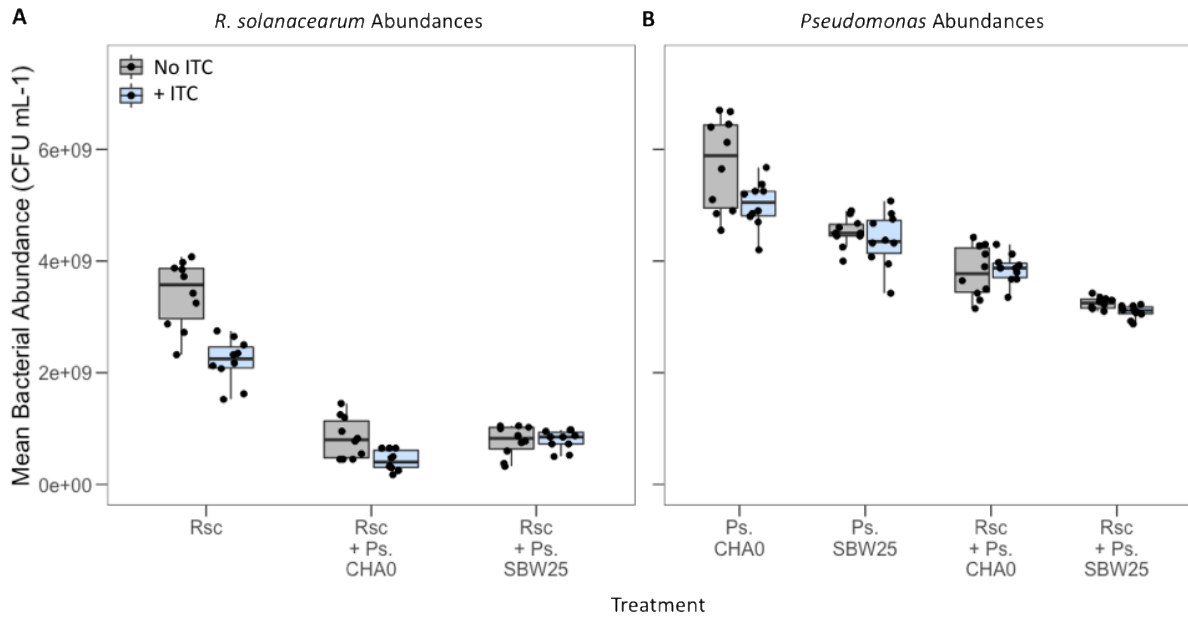 A
R. solanacearum Abundances
B
Pseudomonas Abundances
No ITC
+ ITC
Mean Bacterial Abundance (CFU mL-1)
6e+09
4e+09
2e+09
0e+00
Rsc
Rsc
+ Ps.
CHA0
Rsc
+ Ps.
SBW25
Ps.
CHA0
Ps.
SBW25
Rsc
+ Ps.
CHA0
Rsc
+ Ps.
SBW25
Treatment